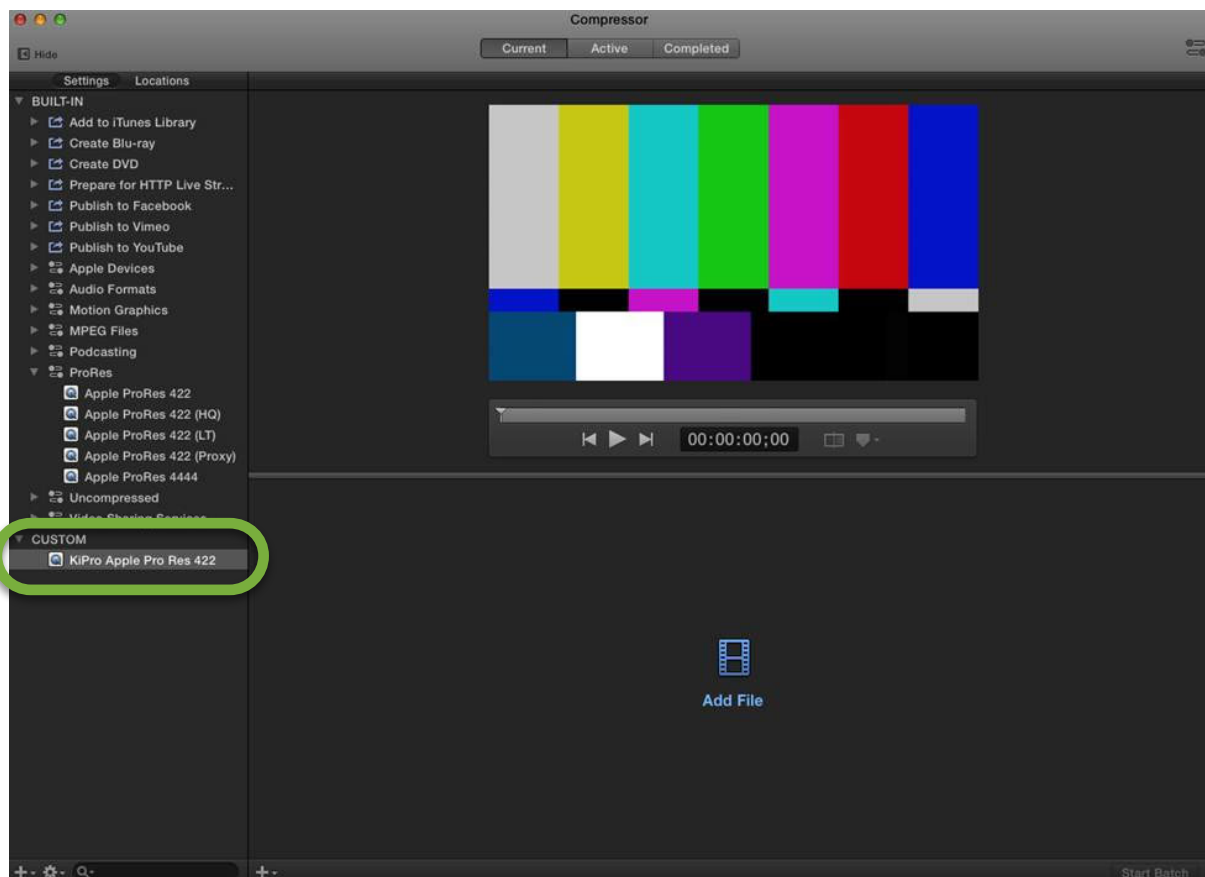 Compressor
Hide
Current Active Completed
Settings Locations
BUILT-IN
Add to iTunes Library
Create Blu-ray
Create DVD
Prepare for HTTP Live Str...
Publish to Facebook
Publish to Vimeo
Publish to YouTube
Apple Devices
Audio Formats
Motion Graphics
MPEG Files
Podcasting
ProRes
Apple ProRes 422
Apple ProRes 422 (HQ)
Apple ProRes 422 (LT)
Apple ProRes 422 (Proxy)
Apple ProRes 4444
Uncompressed
Video Sharing Services
CUSTOM
KiPro Apple Pro Res 422
00:00:00;00
Add File
Start Batch